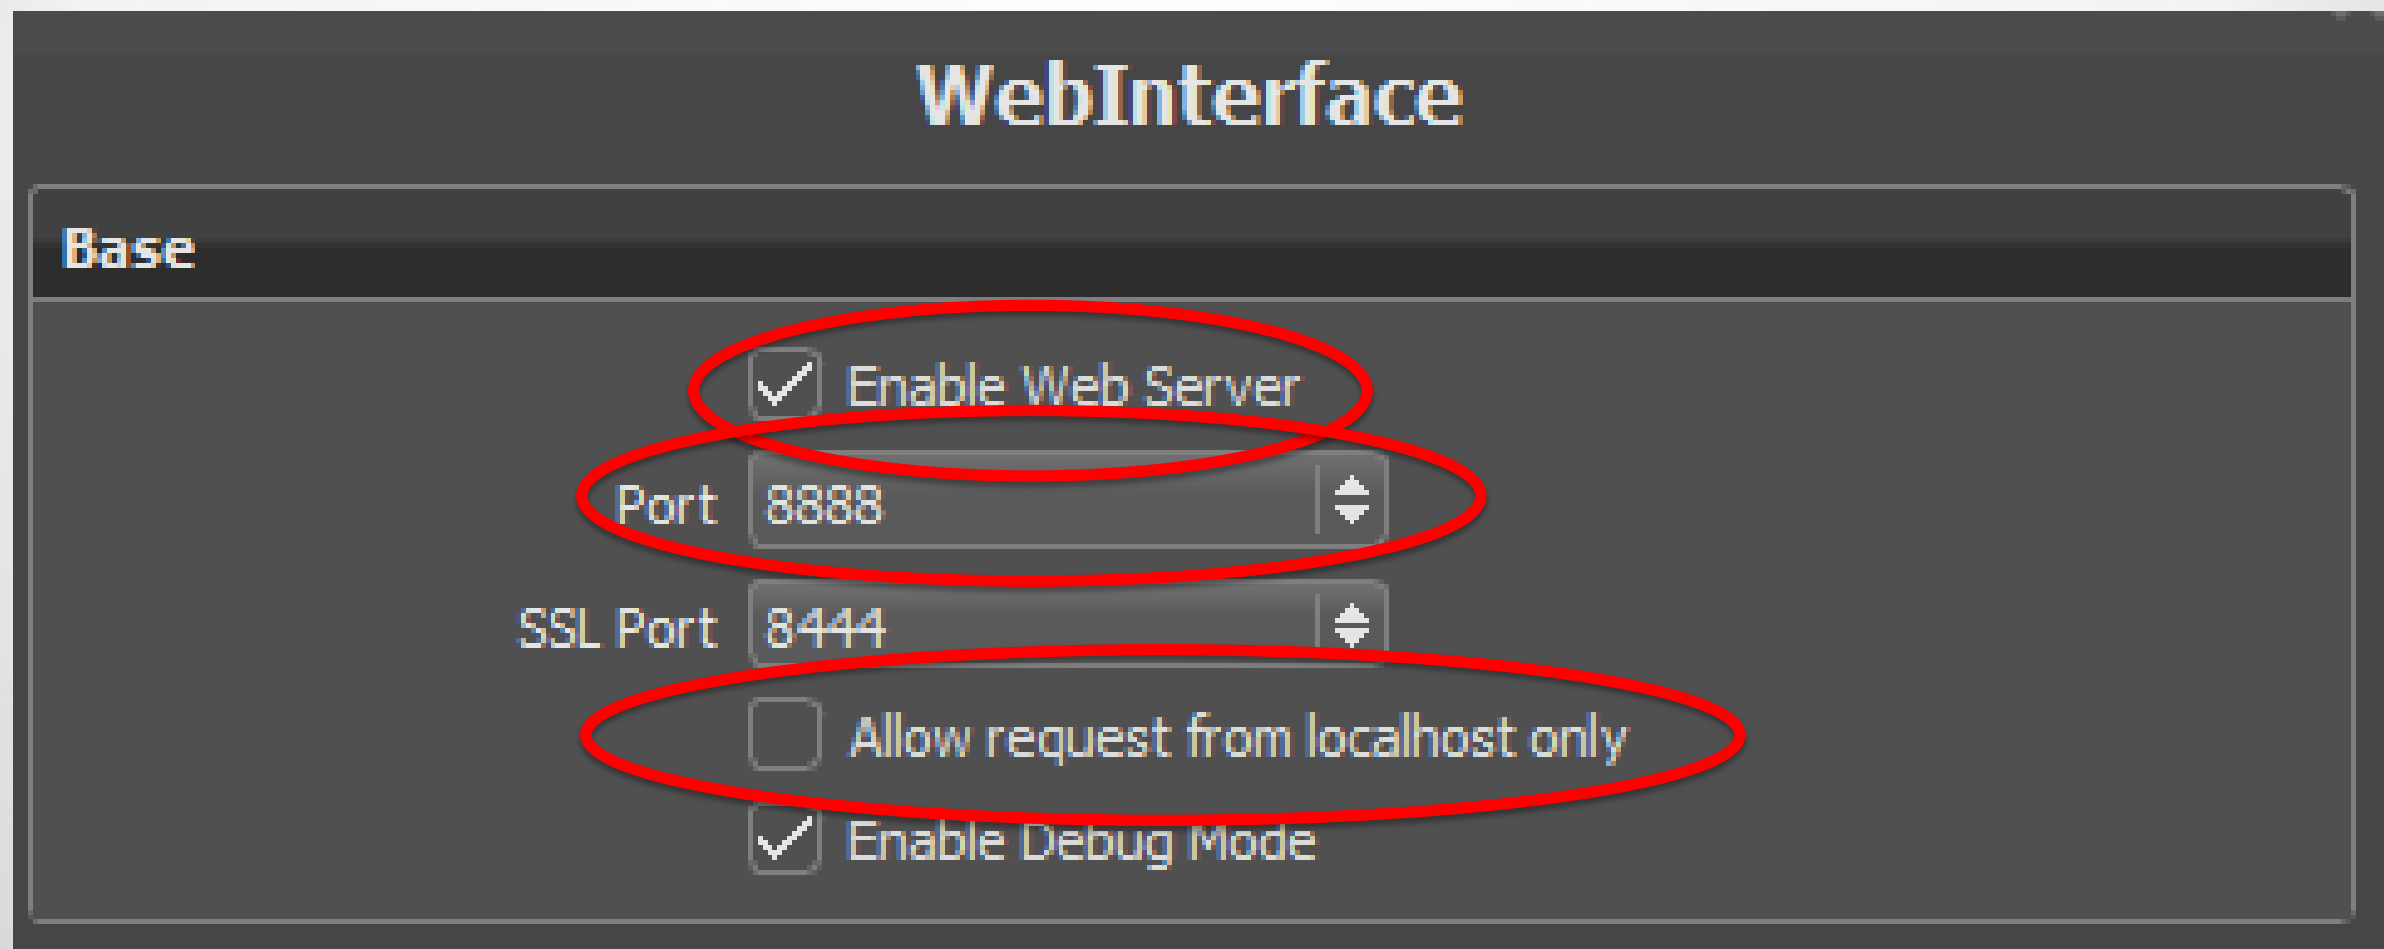 WebInterface
Base
Enable Web Server
Port 8888
SSL Port 8444
Allow request from localhost only
Enable Debug Mode